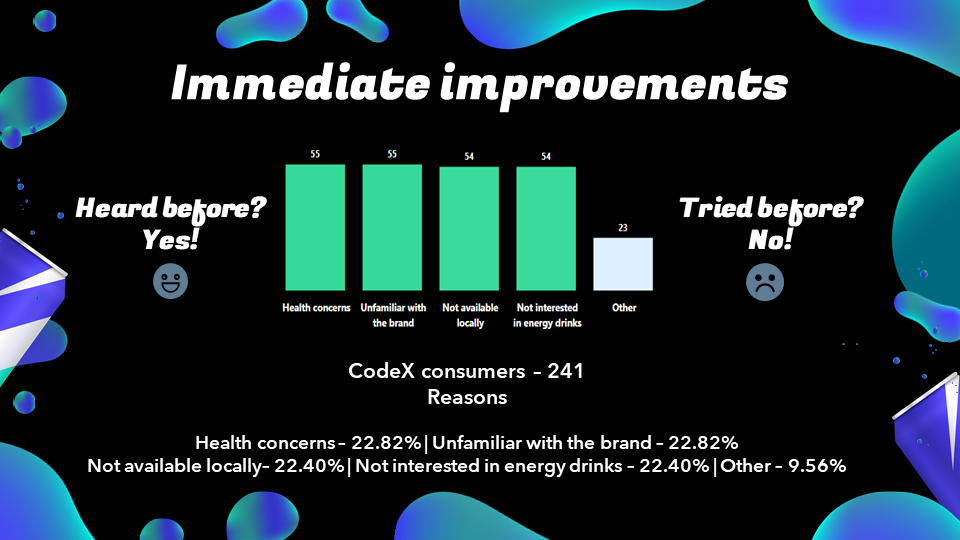 Immediate improvements
Heard before?
Yes!
55
55
54
54
23
Health concerns
Unfamiliar with
the brand
Not available
locally
Not interested
in energy drinks
Other
Tried before?
No!
CodeX consumers – 241
Reasons
Health concerns – 22.82% | Unfamiliar with the brand – 22.82%
Not available locally– 22.40% | Not interested in energy drinks – 22.40% | Other – 9.56%